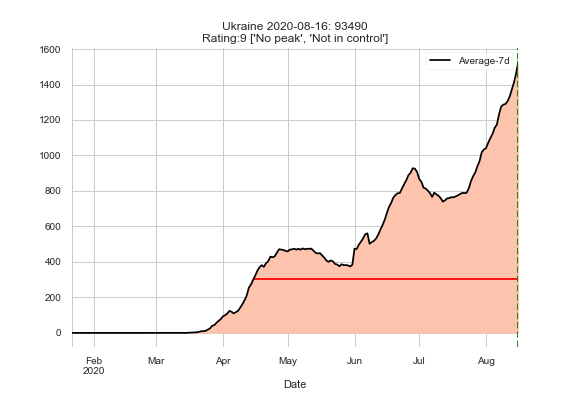 Ukraine 2020-08-16: 93490
Rating:9 ['No peak', 'Not in control']
Average-7d
1600
1400
1200
1000
800
600
400
200
0
Feb Mar Apr May Jun Jul Aug
2020
Date